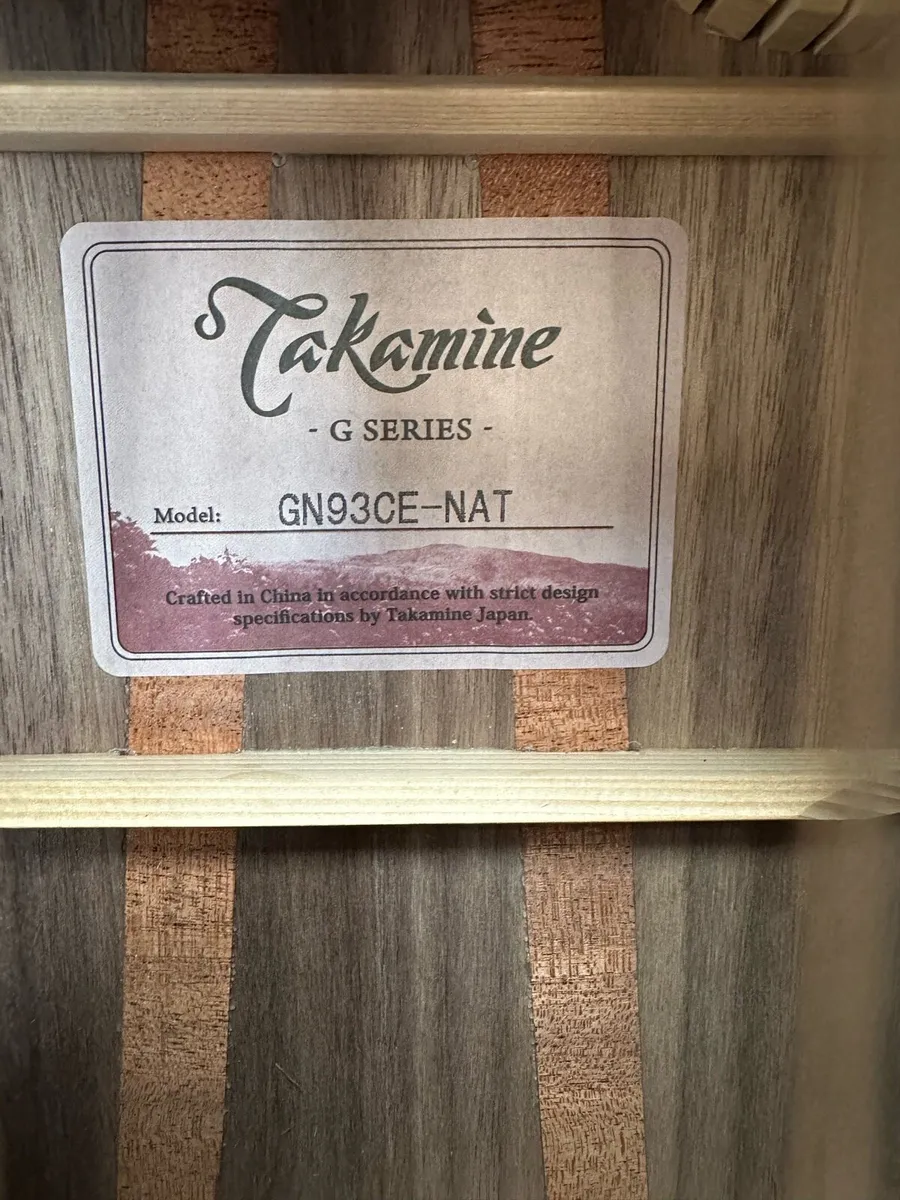 Takamine
- G SERIES -
Model: GN93CE-NAT
Crafted in China in accordance with strict design
specifications by Takamine Japan.